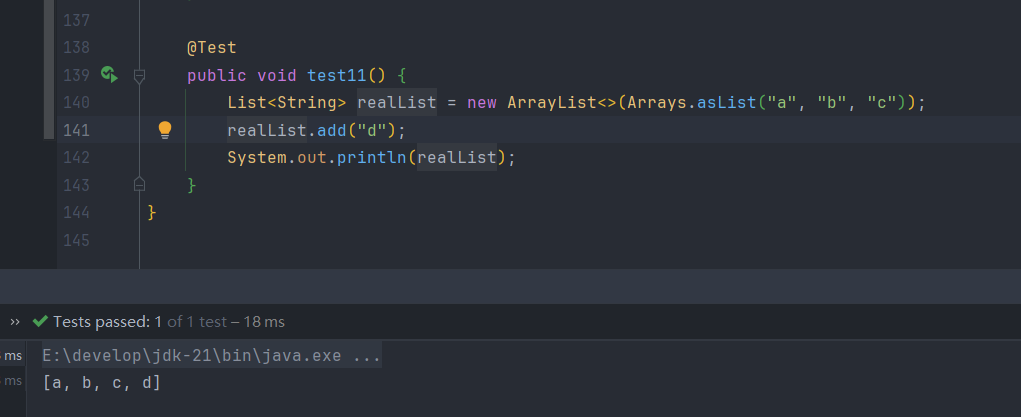 137
138 @Test
139 public void test11() {
140 List<String> realList = new ArrayList<>(Arrays.asList("a", "b", "c"));
141 realList.add("d");
142 System.out.println(realList);
143 }
144 }
145
» Tests passed: 1 of 1 test – 18 ms
ms E:\develop\jdk-21\bin\java.exe ...
ms [a, b, c, d]